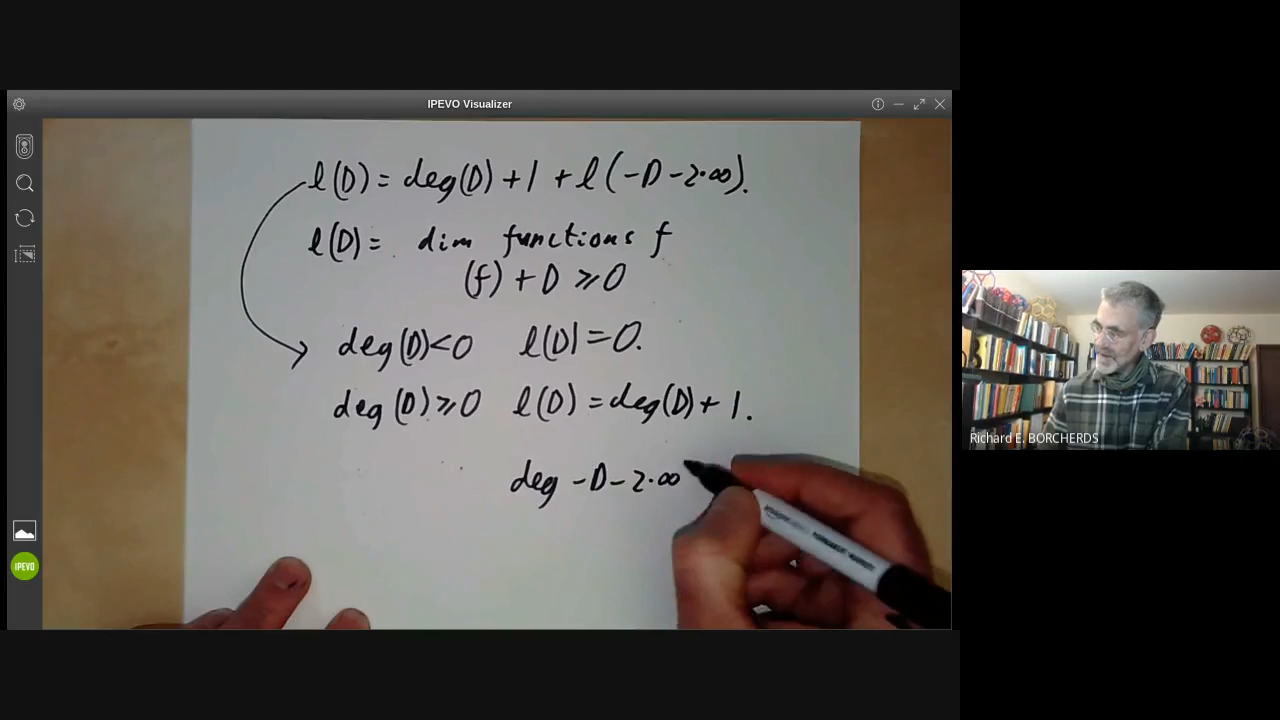 IPEVO Visualizer
l(D) = deg(D) + 1 + l(-D-2·∞).
l(D) = dim functions f
(f) + D ≥ 0
deg(D) < 0 l(D) = 0.
deg(D) ≥ 0 l(D) = deg(D) + 1.
deg -D-2·∞
Richard E. BORCHERDS
IPEVO